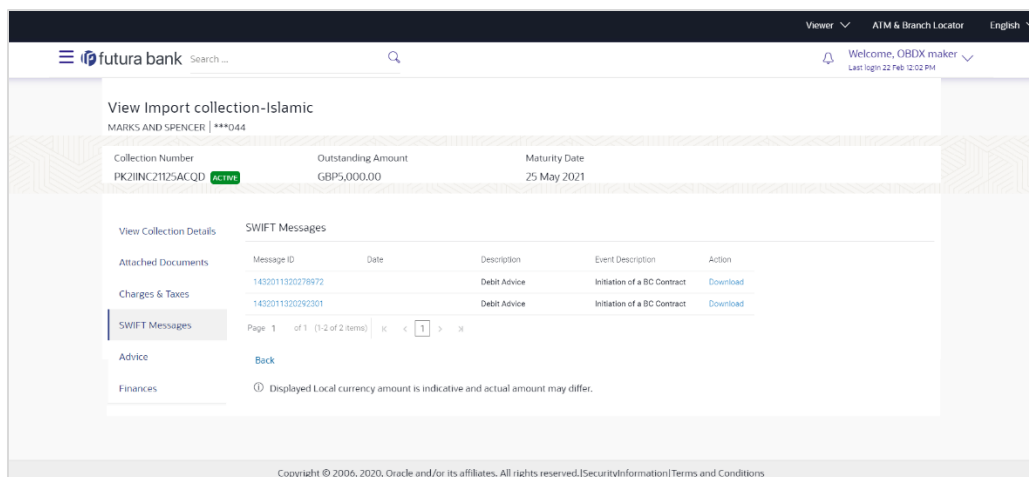 Viewer ATM & Branch Locator English
futura bank Search ... Welcome, OBDX maker
Last login 22 Feb 12:02 PM
View Import collection-Islamic
MARKS AND SPENCER | ***044
Collection Number Outstanding Amount Maturity Date
PK2IINC21125ACQD ACTIVE GBP5,000.00 25 May 2021
View Collection Details
Attached Documents
Charges & Taxes
SWIFT Messages
Advice
Finances
SWIFT Messages
Message ID Date Description Event Description Action
1432011320278972 Debit Advice Initiation of a BC Contract Download
1432011320292301 Debit Advice Initiation of a BC Contract Download
Page 1 of 1 (1-2 of 2 items) 1
Back
Displayed Local currency amount is indicative and actual amount may differ.
Copyright © 2006, 2020, Oracle and/or its affiliates. All rights reserved.|SecurityInformation|Terms and Conditions